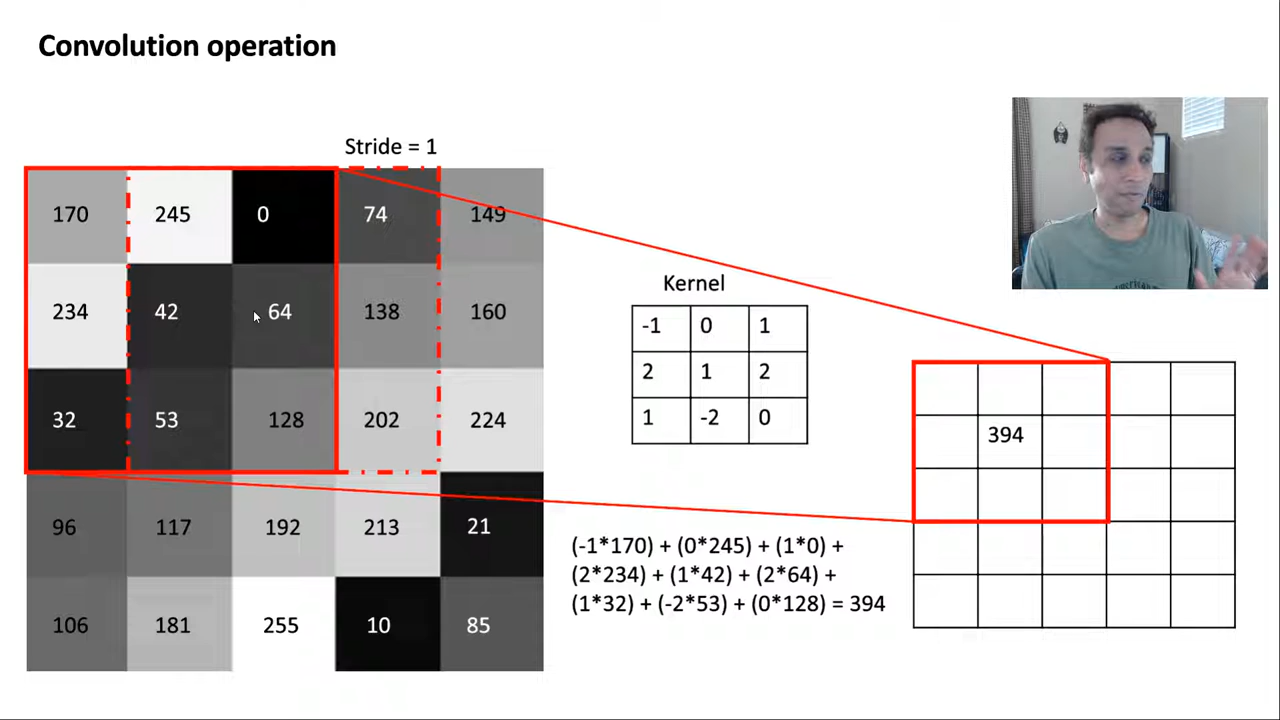 Convolution operation
Stride = 1
170 245 0 74 149
234 42 64 138 160
32 53 128 202 224
96 117 192 213 21
106 181 255 10 85
Kernel
-1 0 1
2 1 2
1 -2 0
394
(-1*170) + (0*245) + (1*0) +
(2*234) + (1*42) + (2*64) +
(1*32) + (-2*53) + (0*128) = 394